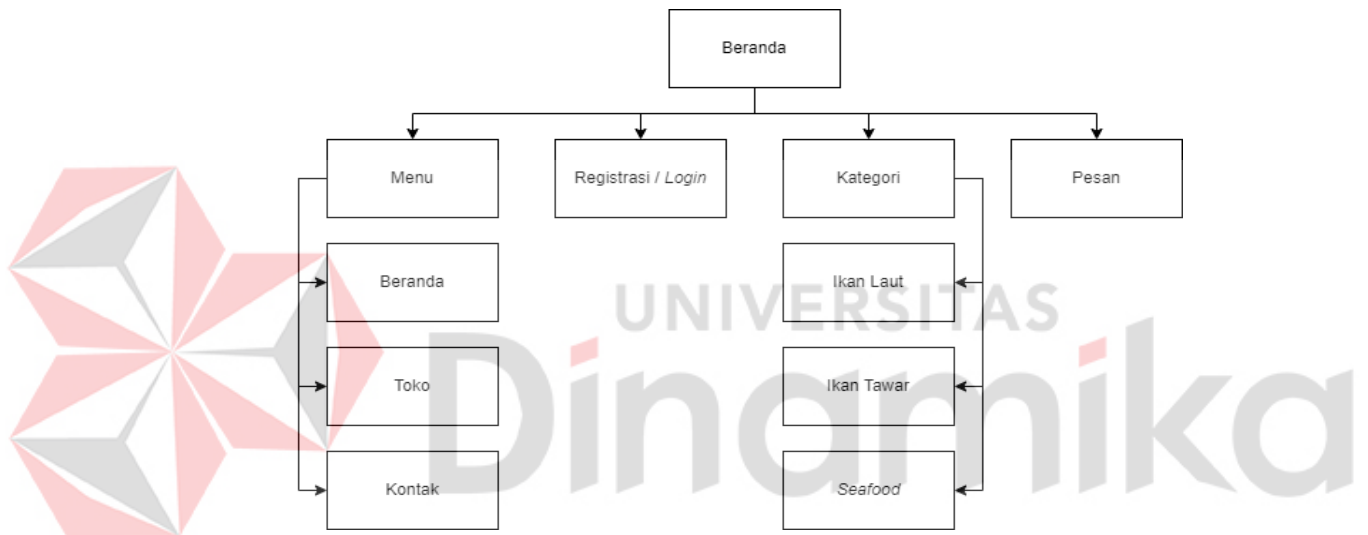 Beranda
Menu
Registrasi / Login
Kategori
Pesan
Beranda
Ikan Laut
UNIVERSITAS
Dinamika
Toko
Ikan Tawar
Kontak
Seafood